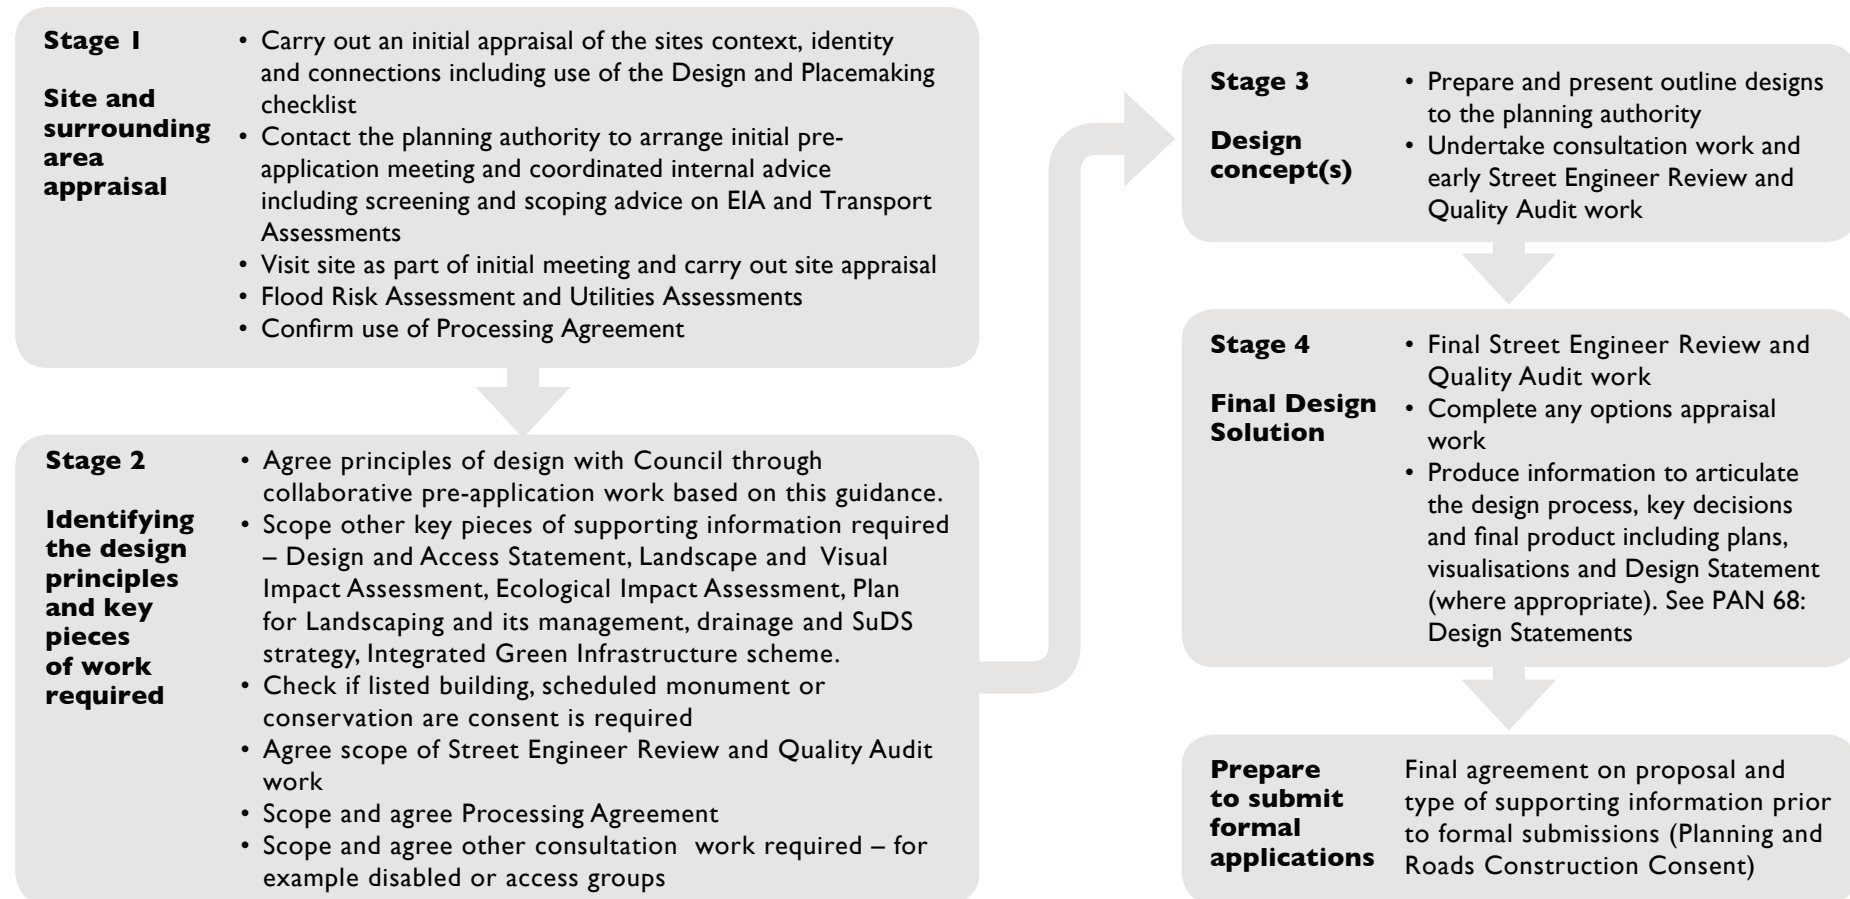 Stage 1
Site and
surrounding
area
appraisal
• Carry out an initial appraisal of the sites context, identity
and connections including use of the Design and Placemaking
checklist
• Contact the planning authority to arrange initial pre-
application meeting and coordinated internal advice
including screening and scoping advice on EIA and Transport
Assessments
• Visit site as part of initial meeting and carry out site appraisal
• Flood Risk Assessment and Utilities Assessments
• Confirm use of Processing Agreement
Stage 2
Identifying
the design
principles
and key
pieces
of work
required
• Agree principles of design with Council through
collaborative pre-application work based on this guidance.
• Scope other key pieces of supporting information required
– Design and Access Statement, Landscape and Visual
Impact Assessment, Ecological Impact Assessment, Plan
for Landscaping and its management, drainage and SuDS
strategy, Integrated Green Infrastructure scheme.
• Check if listed building, scheduled monument or
conservation are consent is required
• Agree scope of Street Engineer Review and Quality Audit
work
• Scope and agree Processing Agreement
• Scope and agree other consultation work required – for
example disabled or access groups
Stage 3
Design
concept(s)
• Prepare and present outline designs
to the planning authority
• Undertake consultation work and
early Street Engineer Review and
Quality Audit work
Stage 4
Final Design
Solution
• Final Street Engineer Review and
Quality Audit work
• Complete any options appraisal
work
• Produce information to articulate
the design process, key decisions
and final product including plans,
visualisations and Design Statement
(where appropriate). See PAN 68:
Design Statements
Prepare
to submit
formal
applications
Final agreement on proposal and
type of supporting information prior
to formal submissions (Planning and
Roads Construction Consent)